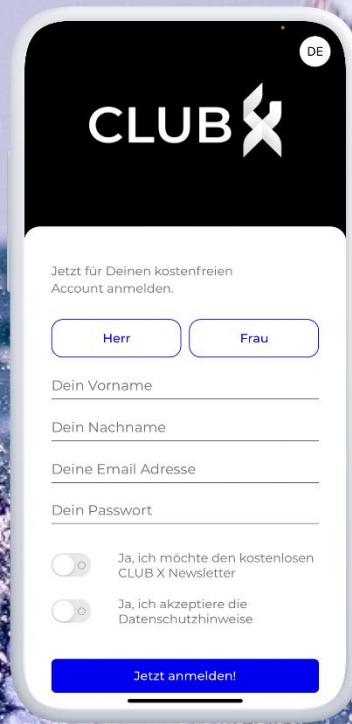 DE
CLUB X
Jetzt für Deinen kostenfreien
Account anmelden.
Herr
Frau
Dein Vorname
Dein Nachname
Deine Email Adresse
Dein Passwort
Ja, ich möchte den kostenlosen
CLUB X Newsletter
Ja, ich akzeptiere die
Datenschutzhinweise
Jetzt anmelden!